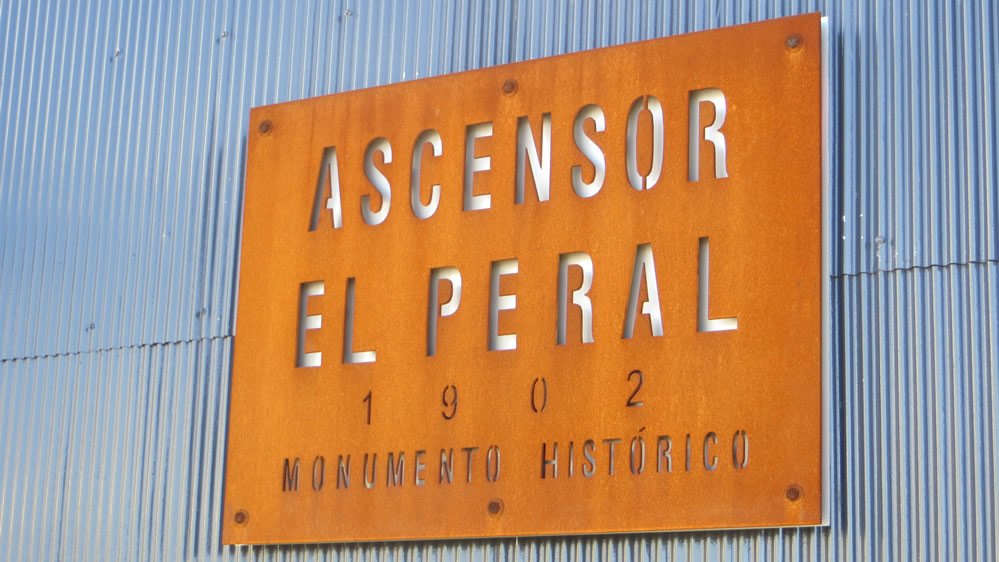 ASCENSOR
EL PERAL
1902
MONUMENTO HISTÓRICO